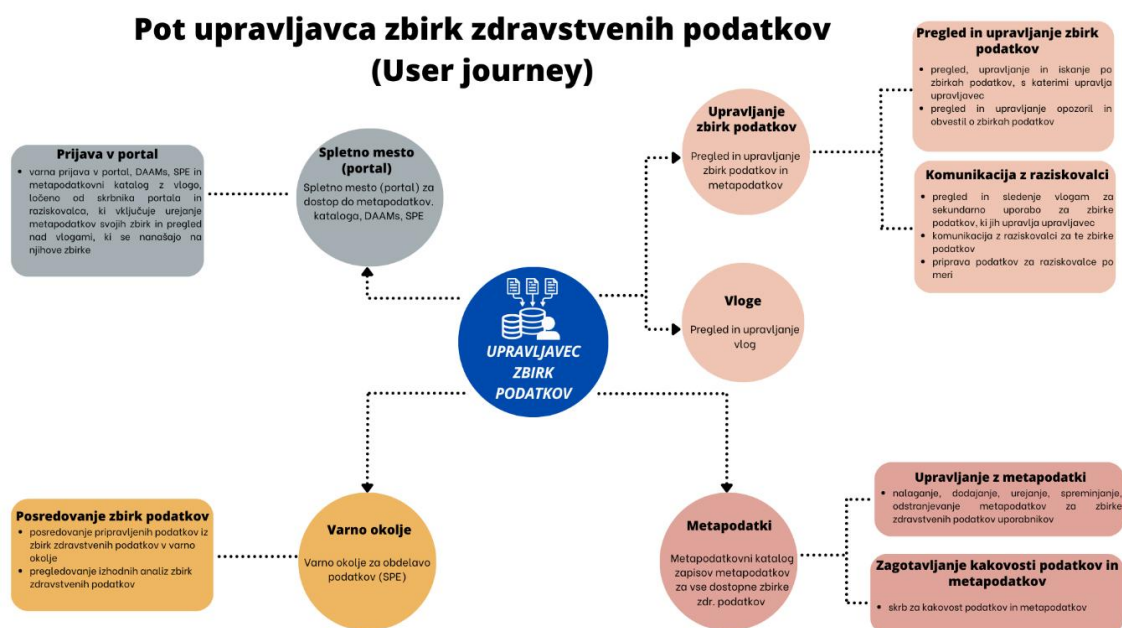 Pot upravljavca zbirk zdravstvenih podatkov
(User journey)
Prijava v portal
• varna prijava v portal, DAAMs, SPE in
metapodatkovni katalog z vlogo,
ločeno od skrbnika portala in
raziskovalca, ki vključuje urejanje
metapodatkov svojih zbirk in pregled
nad vlogami, ki se nanašajo na
njihove zbirke
Spletno mesto
(portal)
Spletno mesto (portal) za
dostop do metapodatkov.
kataloga, DAAMs, SPE
Upravljanje
zbirk podatkov
Pregled in upravljanje
zbirk podatkov in
metapodatkov
Pregled in upravljanje zbirk
podatkov
• pregled, upravljanje in iskanje po
zbirkah podatkov, s katerimi upravlja
upravljavec
• pregled in upravljanje opozoril in
obvestil o zbirkah podatkov
Komunikacija z raziskovalci
• pregled in sledenje vlogam za
sekundarno uporabo za zbirke
podatkov, ki jih upravlja upravljavec
• komunikacija z raziskovalci za te zbirke
podatkov
• priprava podatkov za raziskovalce po
meri
Vloge
Pregled in upravljanje
vlog
UPRAVLJAVEC
ZBIRK
PODATKOV
Posredovanje zbirk podatkov
• posredovanje pripravljenih podatkov iz
zbirk zdravstvenih podatkov v varno
okolje
• pregledovanje izhodnih analiz zbirk
zdravstvenih podatkov
Varno okolje
Varno okolje za obdelavo
podatkov (SPE)
Metapodatki
Metapodatkovni katalog
zapisov metapodatkov
za vse dostopne zbirke
zdr. podatkov
Upravljanje z metapodatki
• nalaganje, dodajanje, urejanje, spreminjanje,
odstranjevanje metapodatkov za zbirke
zdravstvenih podatkov uporabnikov
Zagotavljanje kakovosti podatkov in
metapodatkov
• skrb za kakovost podatkov in metapodatkov